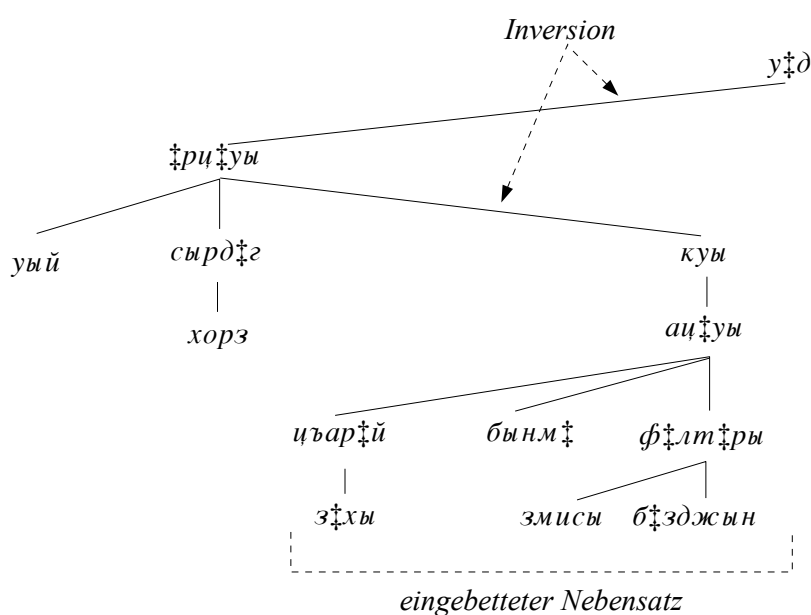 Inversion
у‡д
‡рц‡уы
уый сырд‡г куы
хорз ац‡уы
цъар‡й бынм‡ ф‡лт‡ры
з‡хы змисы б‡зджын
eingebetteter Nebensatz